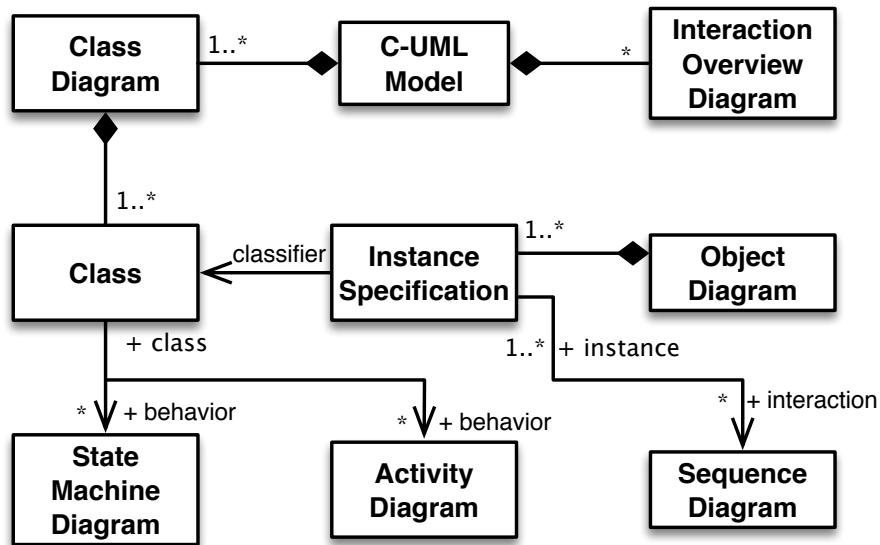 Class
Diagram
1..*
C-UML
Model
*
Interaction
Overview
Diagram
1..*
Class
classifier
Instance
Specification
1..*
Object
Diagram
+ class
1..* + instance
* + behavior
* + behavior
* + interaction
State
Machine
Diagram
Activity
Diagram
Sequence
Diagram